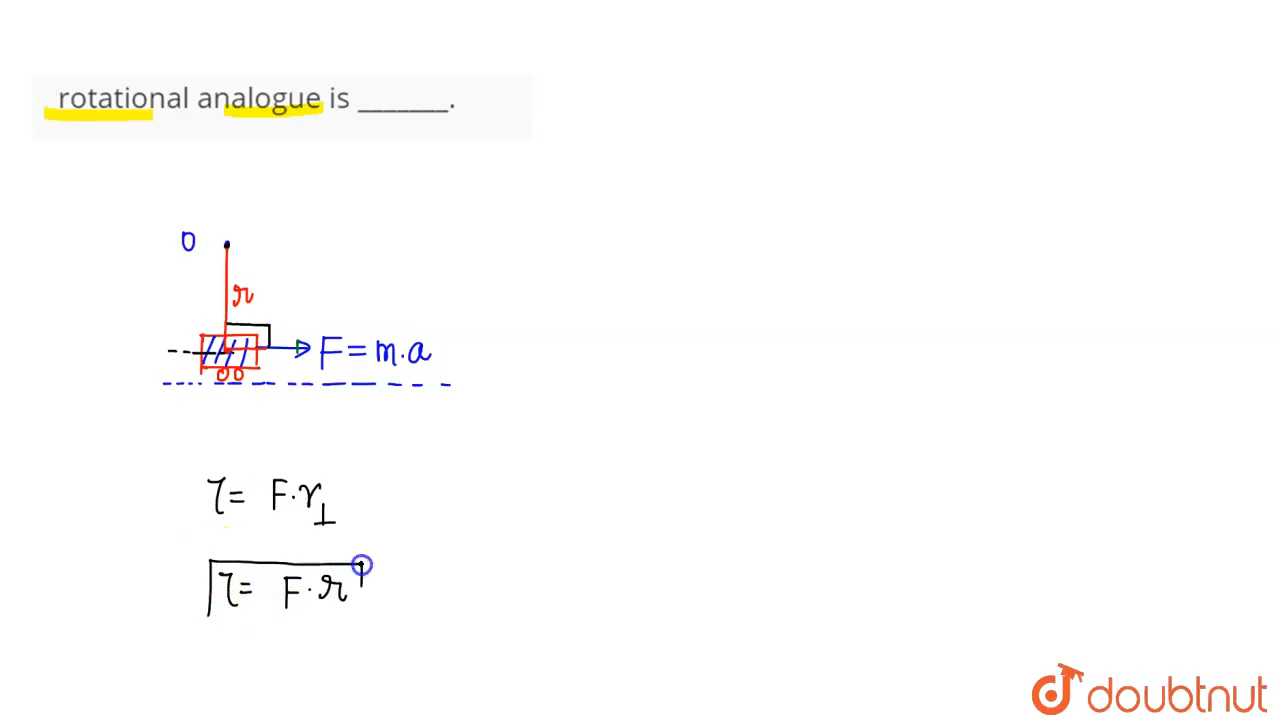 rotational analogue is _______.
O
r
F = m·a
τ = F·r⊥
τ = F·r
doubtnut